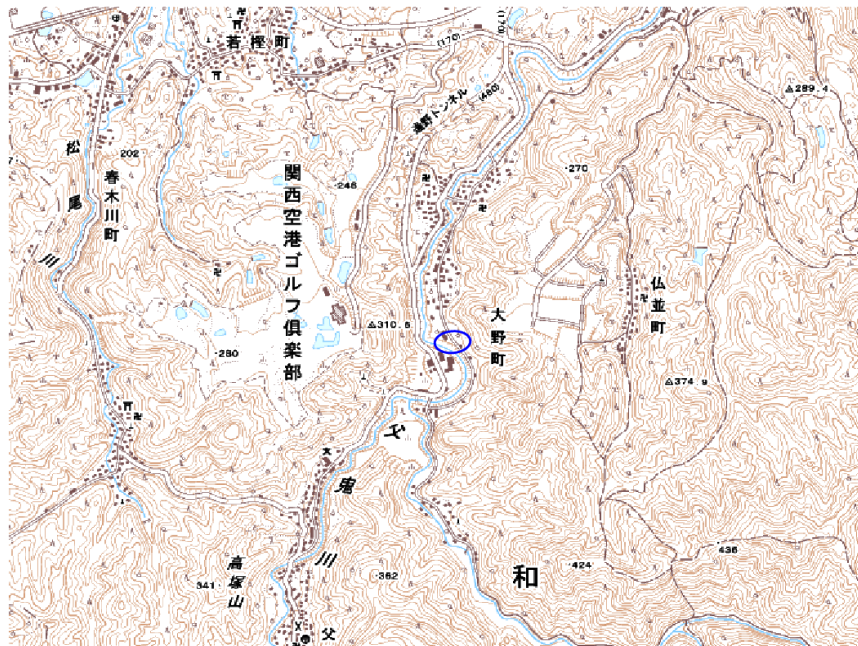 若樫町
(170)
(170)
(480)
遠野トンネル
289.4
松尾川
202
春木川町
関西空港ゴルフ倶楽部
248
270
仏並町
大野町
310.8
280
374.9
父鬼川
高塚山
341
362
和
424
436
父